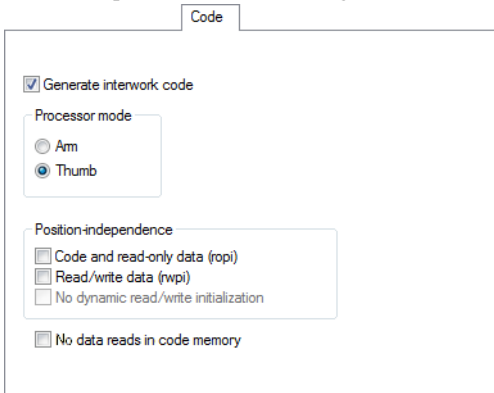 Code
Generate interwork code
Processor mode
Arm
Thumb
Position-independence
Code and read-only data (ropi)
Read/write data (rwpi)
No dynamic read/write initialization
No data reads in code memory